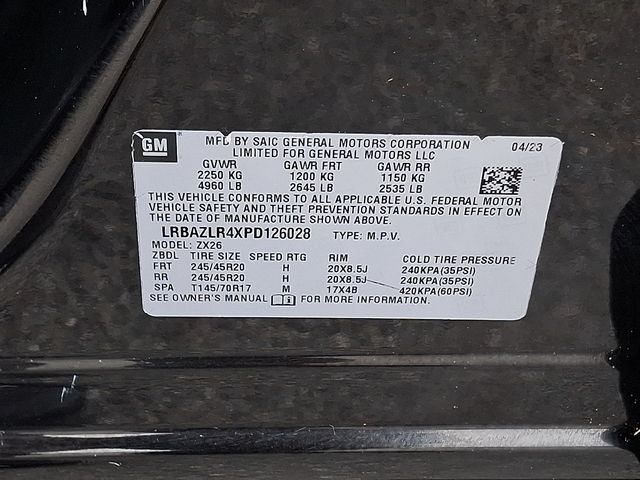 GM
MFD BY SAIC GENERAL MOTORS CORPORATION
LIMITED FOR GENERAL MOTORS LLC
04/23
GVWR GAWR FRT GAWR RR
2250 KG 1200 KG 1150 KG
4960 LB 2645 LB 2535 LB
THIS VEHICLE CONFORMS TO ALL APPLICABLE U.S. FEDERAL MOTOR
VEHICLE SAFETY AND THEFT PREVENTION STANDARDS IN EFFECT ON
THE DATE OF MANUFACTURE SHOWN ABOVE.
LRBAZLR4XPD126028 TYPE: M.P.V.
MODEL: ZX26
ZBDL TIRE SIZE SPEED RTG RIM COLD TIRE PRESSURE
FRT 245/45R20 H 20X8.5J 240KPA(35PSI)
RR 245/45R20 H 20X8.5J 240KPA(35PSI)
SPA T145/70R17 M 17X4B 420KPA(60PSI)
SEE OWNER'S MANUAL FOR MORE INFORMATION.